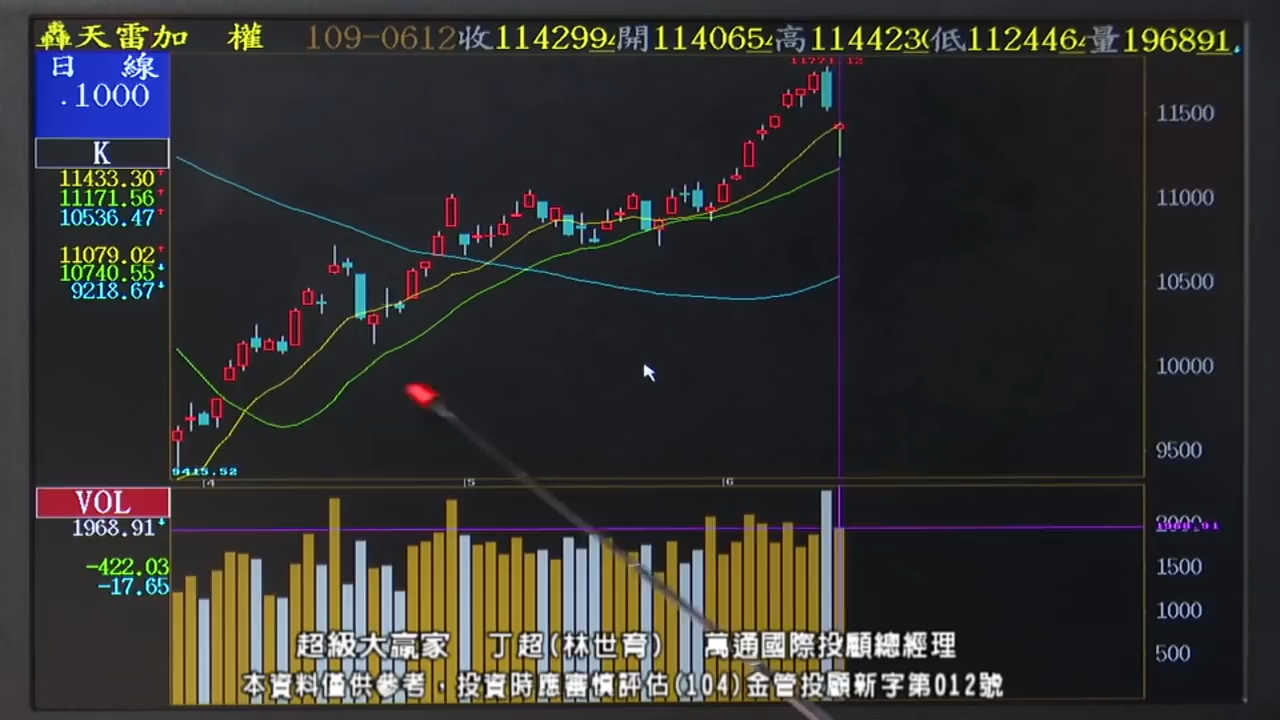 轟天雷加 權 109-0612收114299開114065高114423低112446量196891
日 線
.1000
K
11433.30
11171.56
10536.47
11079.02
10740.55
9218.67
11771 12
11500
11000
10500
10000
9500
9415.52
4 5 6
VOL
1968.91
-422.03
-17.65
1500
1000
500
超級大贏家 丁超(林世育) 萬通國際投顧總經理
本資料僅供參考，投資時應審慎評估(104)金管投顧新字第012號